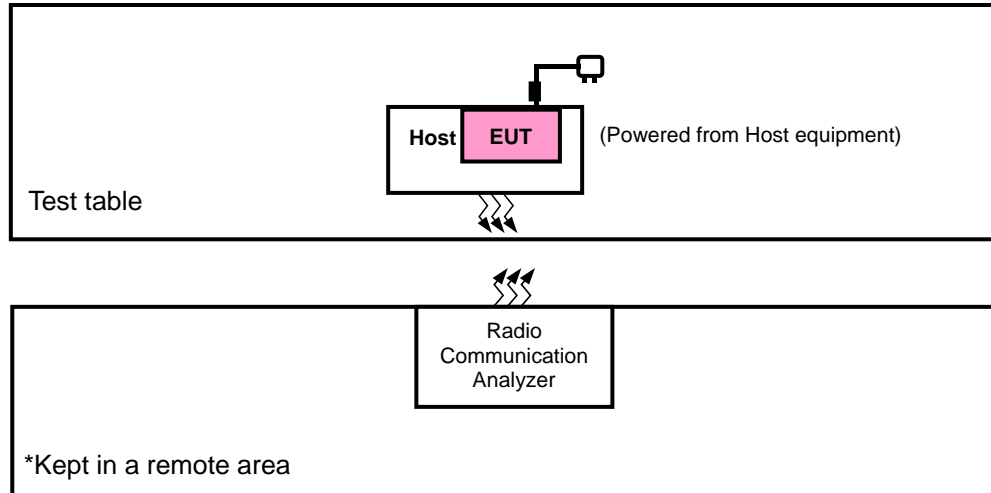 Host
EUT
(Powered from Host equipment)
Test table
Radio
Communication
Analyzer
*Kept in a remote area